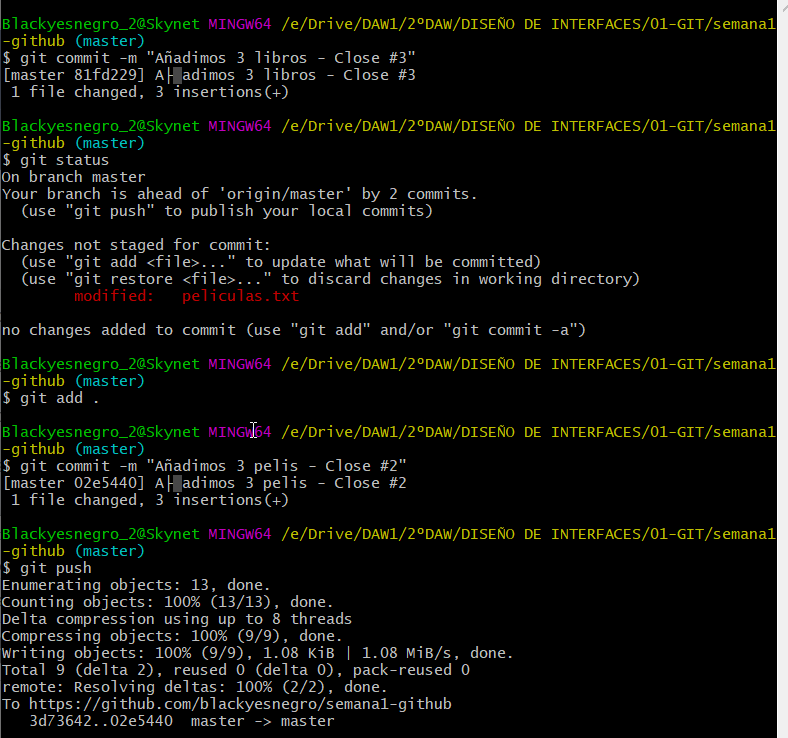 Blackyesnegro_2@Skynet MINGW64 /e/Drive/DAW1/2ºDAW/DISEÑO DE INTERFACES/01-GIT/semana1
-github (master)
$ git commit -m "Añadimos 3 libros - Close #3"
[master 81fd229] A├ adimos 3 libros - Close #3
 1 file changed, 3 insertions(+)

Blackyesnegro_2@Skynet MINGW64 /e/Drive/DAW1/2ºDAW/DISEÑO DE INTERFACES/01-GIT/semana1
-github (master)
$ git status
On branch master
Your branch is ahead of 'origin/master' by 2 commits.
  (use "git push" to publish your local commits)

Changes not staged for commit:
  (use "git add <file>..." to update what will be committed)
  (use "git restore <file>..." to discard changes in working directory)
        modified:   peliculas.txt

no changes added to commit (use "git add" and/or "git commit -a")

Blackyesnegro_2@Skynet MINGW64 /e/Drive/DAW1/2ºDAW/DISEÑO DE INTERFACES/01-GIT/semana1
-github (master)
$ git add .

Blackyesnegro_2@Skynet MINGW64 /e/Drive/DAW1/2ºDAW/DISEÑO DE INTERFACES/01-GIT/semana1
-github (master)
$ git commit -m "Añadimos 3 pelis - Close #2"
[master 02e5440] A├ adimos 3 pelis - Close #2
 1 file changed, 3 insertions(+)

Blackyesnegro_2@Skynet MINGW64 /e/Drive/DAW1/2ºDAW/DISEÑO DE INTERFACES/01-GIT/semana1
-github (master)
$ git push
Enumerating objects: 13, done.
Counting objects: 100% (13/13), done.
Delta compression using up to 8 threads
Compressing objects: 100% (9/9), done.
Writing objects: 100% (9/9), 1.08 KiB | 1.08 MiB/s, done.
Total 9 (delta 2), reused 0 (delta 0), pack-reused 0
remote: Resolving deltas: 100% (2/2), done.
To https://github.com/blackyesnegro/semana1-github
   3d73642..02e5440  master -> master